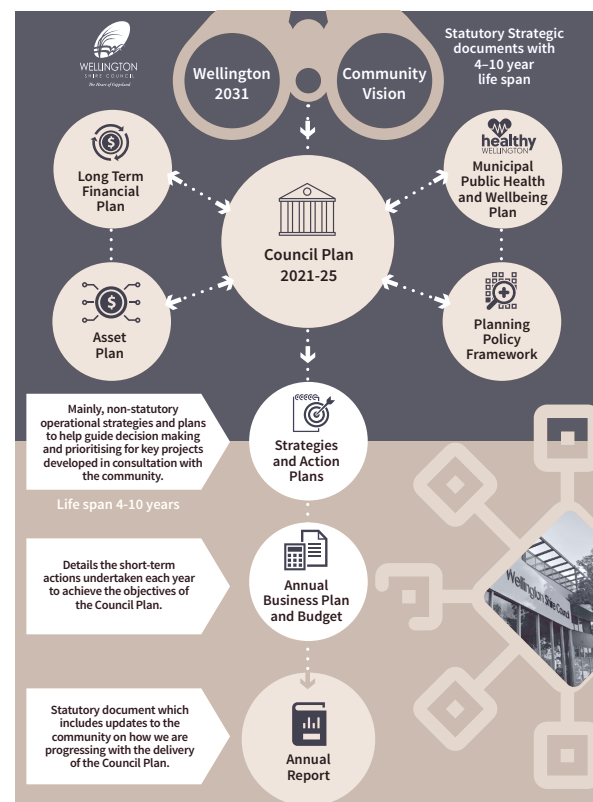 WELLINGTON
SHIRE COUNCIL
The Heart of Gippsland
Wellington
2031
Community
Vision
Statutory Strategic
documents with
4–10 year
life span
Long Term
Financial
Plan
healthy
WELLINGTON
Municipal
Public Health
and Wellbeing
Plan
Council Plan
2021-25
Asset
Plan
Planning
Policy
Framework
Mainly, non-statutory
operational strategies and plans
to help guide decision making
and prioritising for key projects
developed in consultation with
the community.
Strategies
and Action
Plans
Life span 4-10 years
Details the short-term
actions undertaken each year
to achieve the objectives of
the Council Plan.
Annual
Business Plan
and Budget
Wellington Shire Council
Statutory document which
includes updates to the
community on how we are
progressing with the delivery
of the Council Plan.
Annual
Report